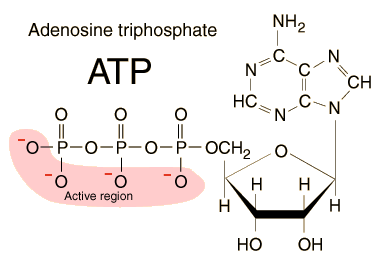 Adenosine triphosphate
NH2
ATP
N
C
C
N
HC
CH
N
C
N
O
O
O
-O
P
O
P
O
P
OCH2
O
-O
-O
-O
Active region
H
H
H
H
HO
OH